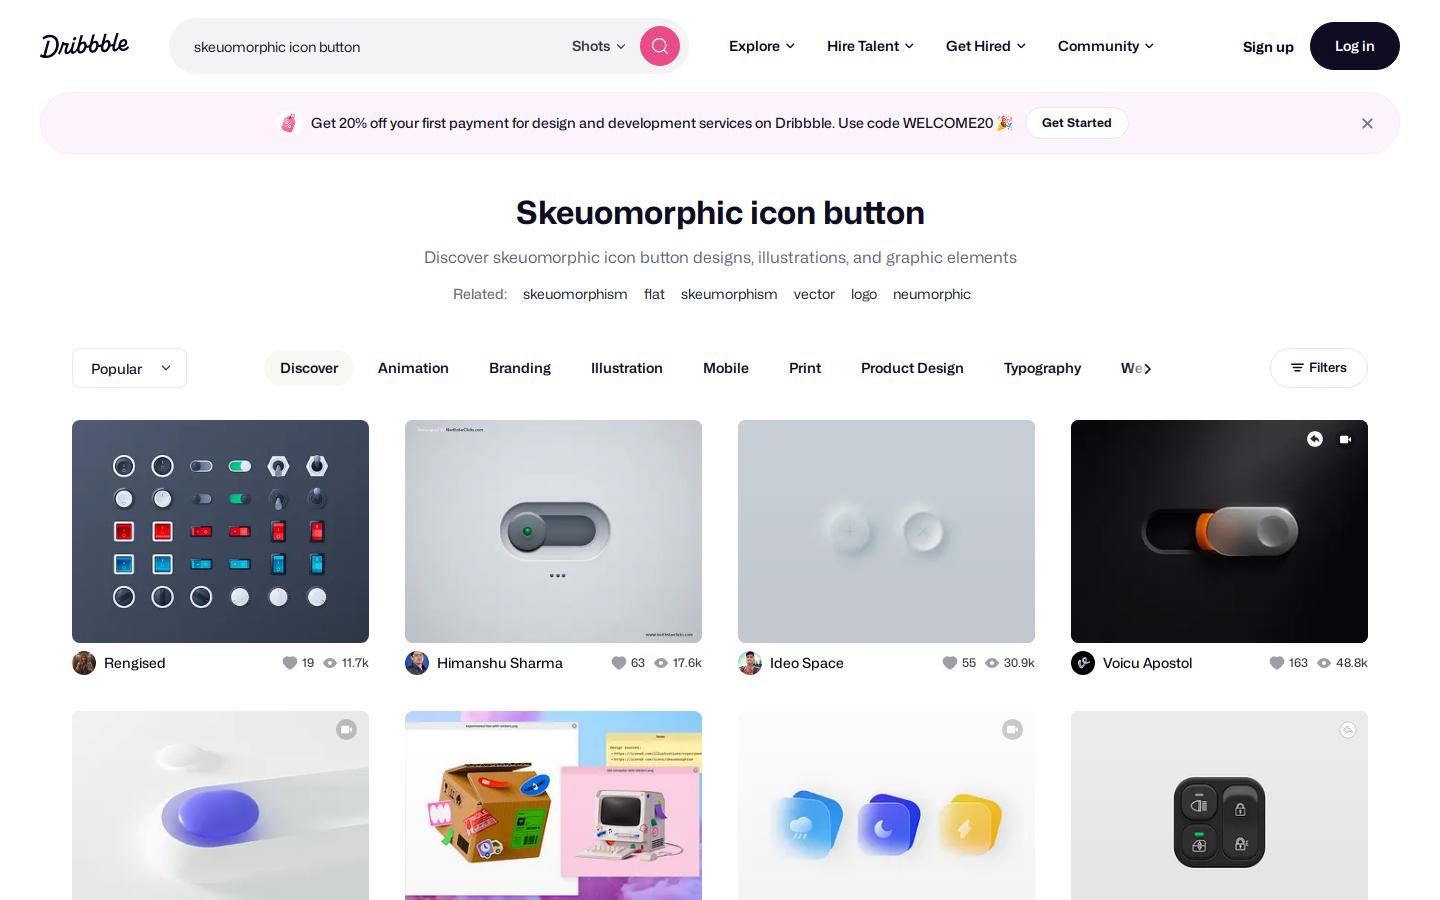 Dribbble
skeuomorphic icon button
Shots
Explore
Hire Talent
Get Hired
Community
Sign up
Log in
Get 20% off your first payment for design and development services on Dribbble. Use code WELCOME20 🎉
Get Started
Skeuomorphic icon button
Discover skeuomorphic icon button designs, illustrations, and graphic elements
Related: skeuomorphism flat skeumorphism vector logo neumorphic
Popular
Discover
Animation
Branding
Illustration
Mobile
Print
Product Design
Typography
We
Filters
www.northsterclicks.com
Rengised
19
11.7k
Himanshu Sharma
63
17.6k
Ideo Space
55
30.9k
Voicu Apostol
163
48.8k